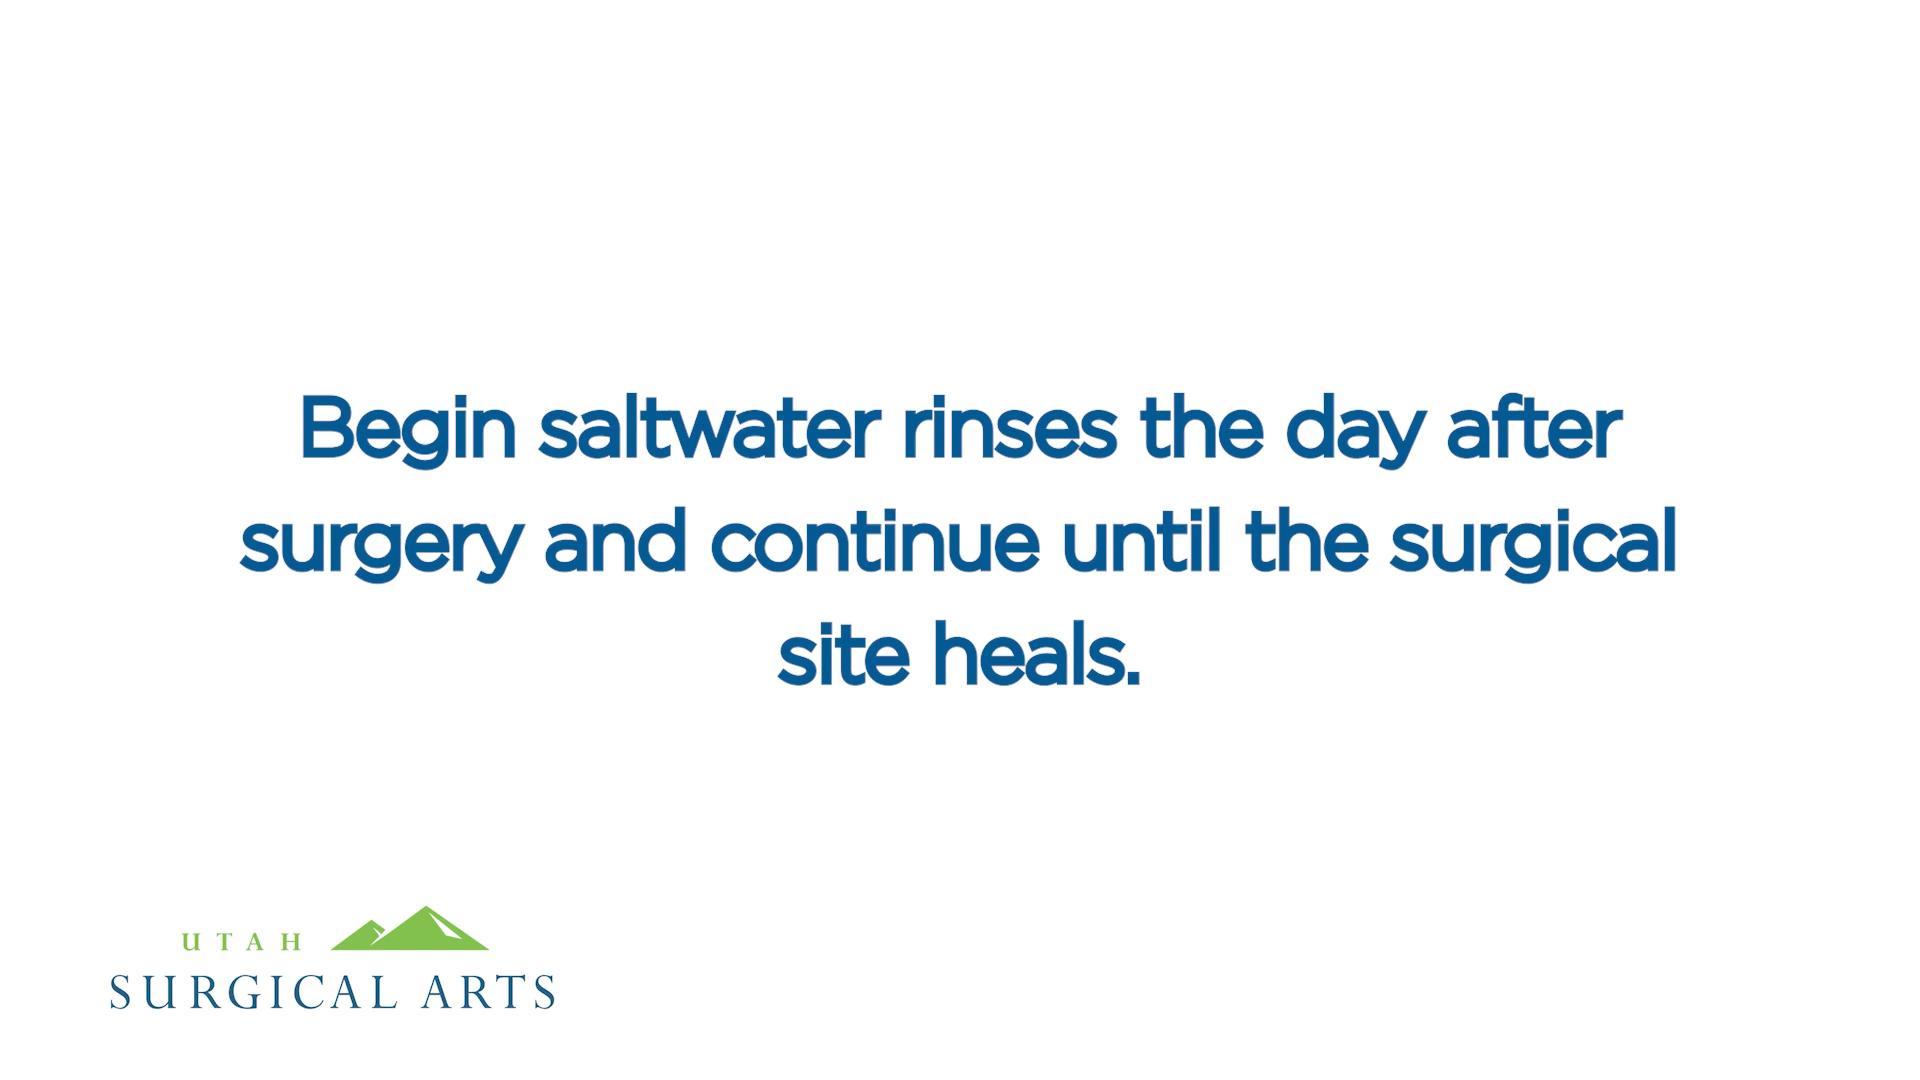 Begin saltwater rinses the day after
surgery and continue until the surgical
site heals.
UTAH
SURGICAL ARTS